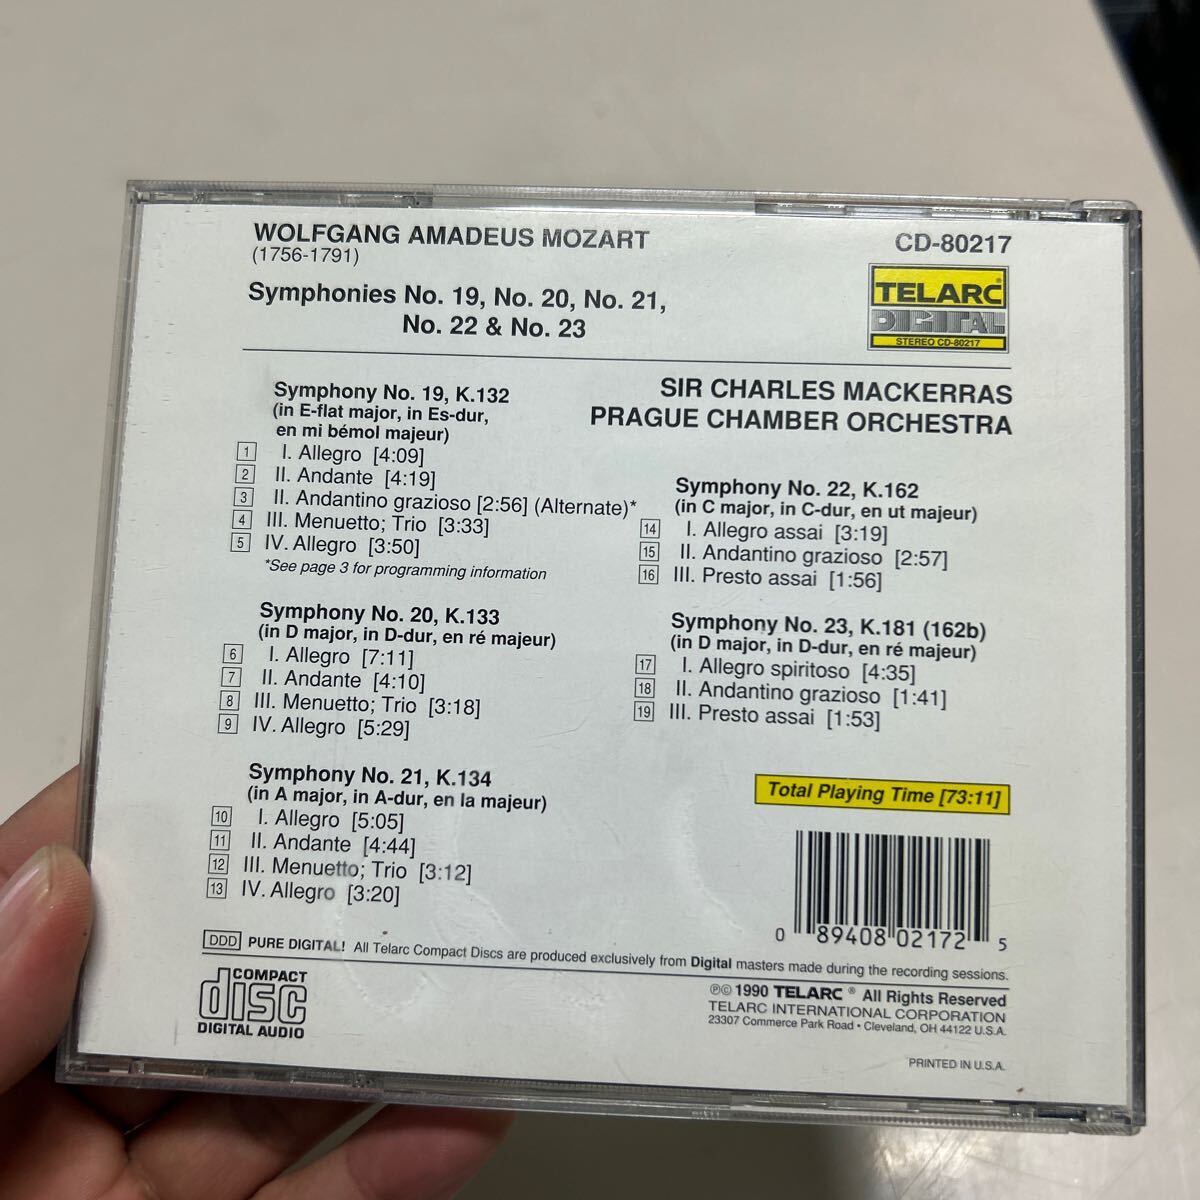 WOLFGANG AMADEUS MOZART
(1756-1791)
Symphonies No. 19, No. 20, No. 21,
No. 22 & No. 23
CD-80217
TELARC®
DIGITAL
STEREO CD-80217
SIR CHARLES MACKERRAS
PRAGUE CHAMBER ORCHESTRA
Symphony No. 19, K.132
(in E-flat major, in Es-dur,
en mi bémol majeur)
1 I. Allegro [4:09]
2 II. Andante [4:19]
3 II. Andantino grazioso [2:56] (Alternate)*
4 III. Menuetto; Trio [3:33]
5 IV. Allegro [3:50]
*See page 3 for programming information
Symphony No. 20, K.133
(in D major, in D-dur, en ré majeur)
6 I. Allegro [7:11]
7 II. Andante [4:10]
8 III. Menuetto; Trio [3:18]
9 IV. Allegro [5:29]
Symphony No. 21, K.134
(in A major, in A-dur, en la majeur)
10 I. Allegro [5:05]
11 II. Andante [4:44]
12 III. Menuetto; Trio [3:12]
13 IV. Allegro [3:20]
Symphony No. 22, K.162
(in C major, in C-dur, en ut majeur)
14 I. Allegro assai [3:19]
15 II. Andantino grazioso [2:57]
16 III. Presto assai [1:56]
Symphony No. 23, K.181 (162b)
(in D major, in D-dur, en ré majeur)
17 I. Allegro spiritoso [4:35]
18 II. Andantino grazioso [1:41]
19 III. Presto assai [1:53]
Total Playing Time [73:11]
0 89408 02172 5
DDD PURE DIGITAL! All Telarc Compact Discs are produced exclusively from Digital masters made during the recording sessions.
COMPACT
disc
DIGITAL AUDIO
℗© 1990 TELARC® All Rights Reserved
TELARC INTERNATIONAL CORPORATION
23307 Commerce Park Road • Cleveland, OH 44122 U.S.A.
PRINTED IN U.S.A.